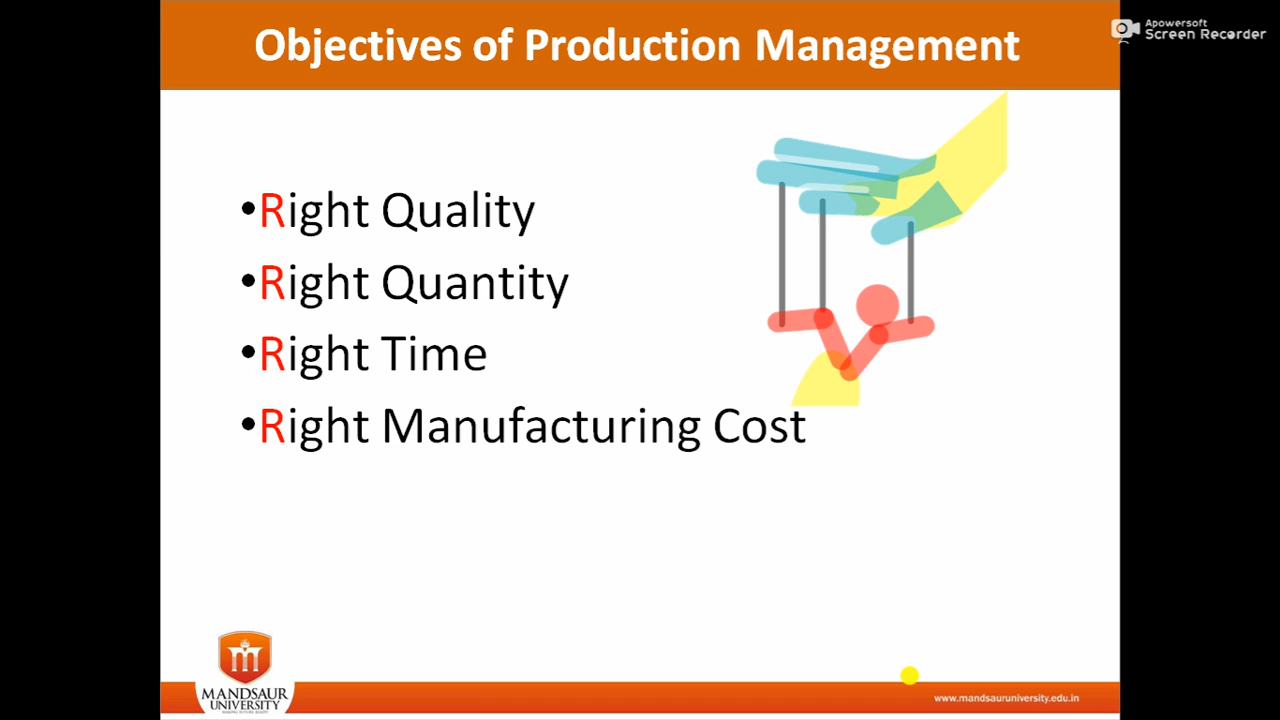 Objectives of Production Management
Apowersoft
Screen Recorder
•Right Quality
•Right Quantity
•Right Time
•Right Manufacturing Cost
MANDSAUR
UNIVERSITY
www.mandsauruniversity.edu.in